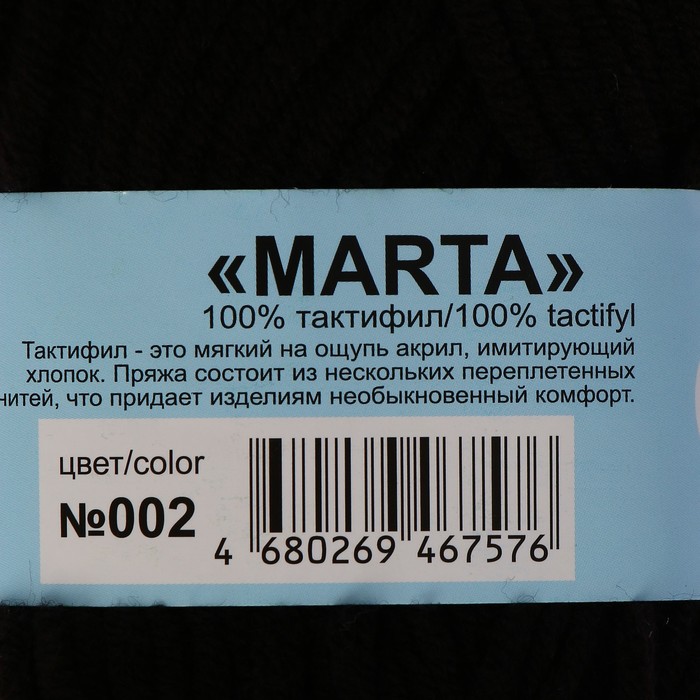 «MARTA»
100% тактифил/100% tactifyl
Тактифил - это мягкий на ощупь акрил, имитирующий
хлопок. Пряжа состоит из нескольких переплетенных
нитей, что придает изделиям необыкновенный комфорт.
цвет/color
№002
4 680269 467576